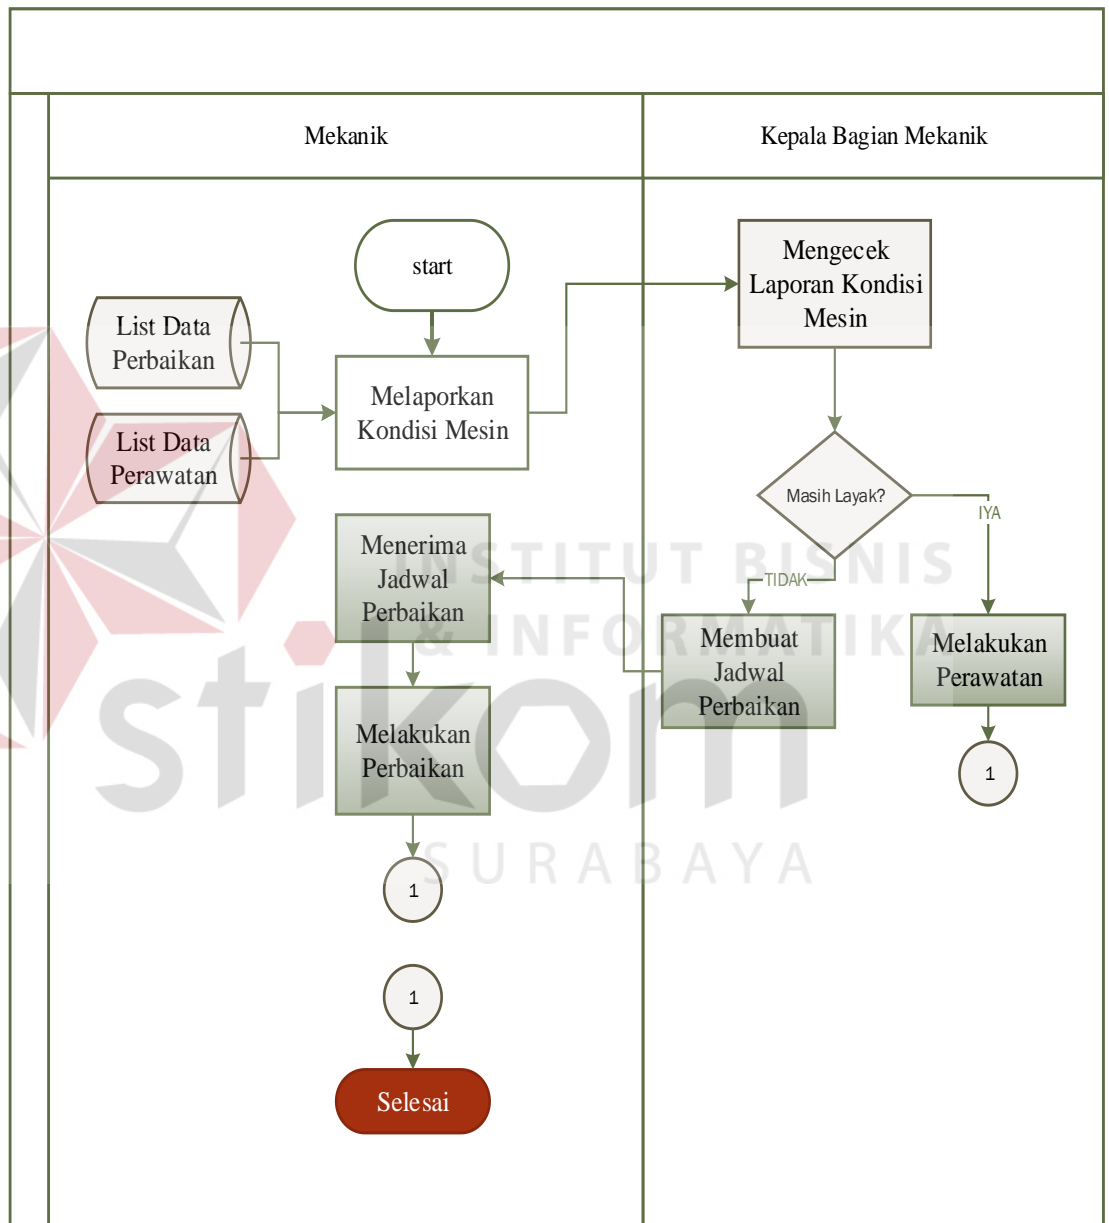 Mekanik
Kepala Bagian Mekanik
start
Mengecek
Laporan Kondisi
Mesin
List Data
Perbaikan
Melaporkan
Kondisi Mesin
List Data
Perawatan
Masih Layak?
IYA
TIDAK
Menerima
Jadwal
Perbaikan
Membuat
Jadwal
Perbaikan
Melakukan
Perawatan
Melakukan
Perbaikan
1
1
1
Selesai
INSTITUT BISNIS
& INFORMATIKA
stikom
SURABAYA